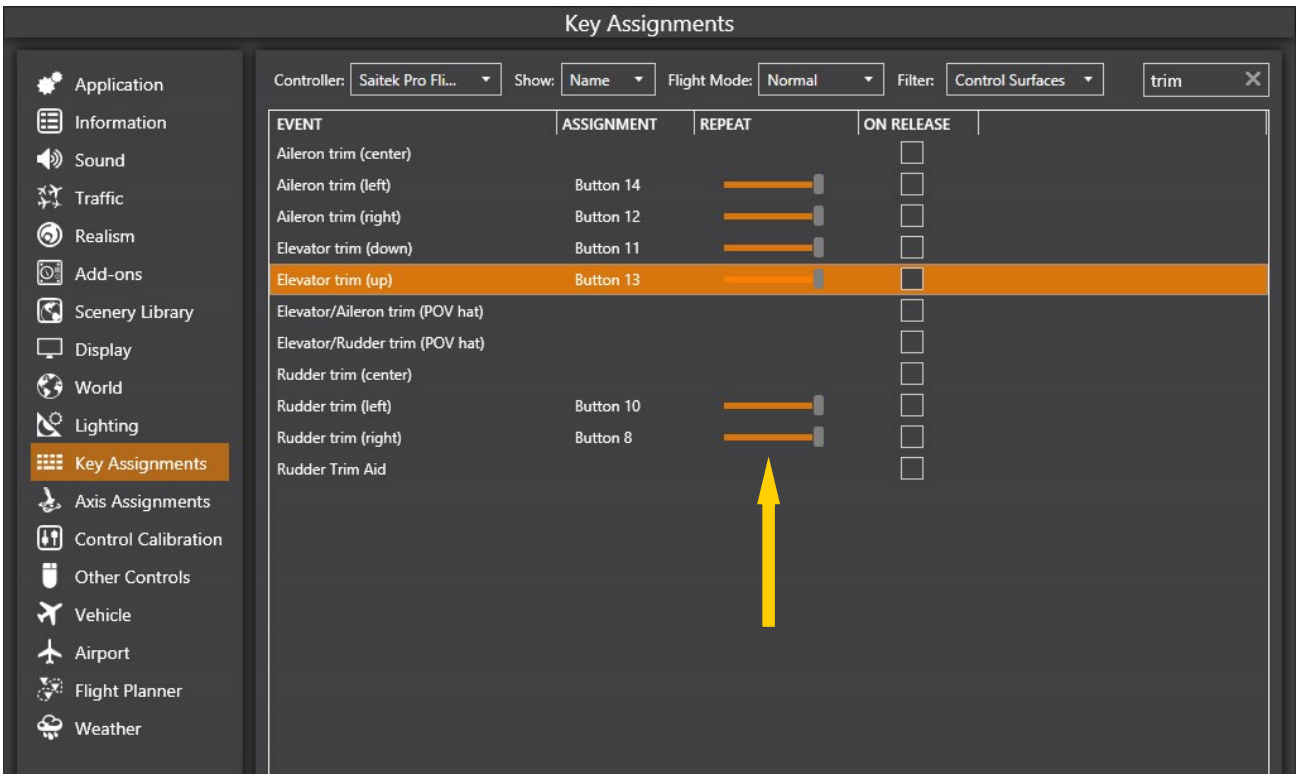 Key Assignments
Application
Information
Sound
Traffic
Realism
Add-ons
Scenery Library
Display
World
Lighting
Key Assignments
Axis Assignments
Control Calibration
Other Controls
Vehicle
Airport
Flight Planner
Weather
Controller: Saitek Pro Fli... Show: Name Flight Mode: Normal Filter: Control Surfaces trim
EVENT ASSIGNMENT REPEAT ON RELEASE
Aileron trim (center)
Aileron trim (left) Button 14
Aileron trim (right) Button 12
Elevator trim (down) Button 11
Elevator trim (up) Button 13
Elevator/Aileron trim (POV hat)
Elevator/Rudder trim (POV hat)
Rudder trim (center)
Rudder trim (left) Button 10
Rudder trim (right) Button 8
Rudder Trim Aid